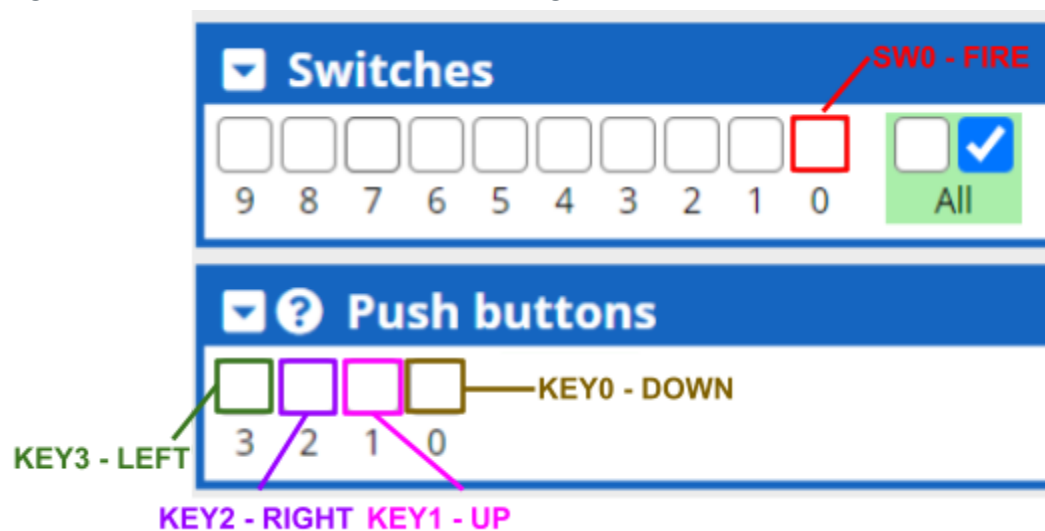 Switches
SW0 - FIRE
9 8 7 6 5 4 3 2 1 0 All
Push buttons
KEY0 - DOWN
3 2 1 0
KEY3 - LEFT
KEY2 - RIGHT KEY1 - UP